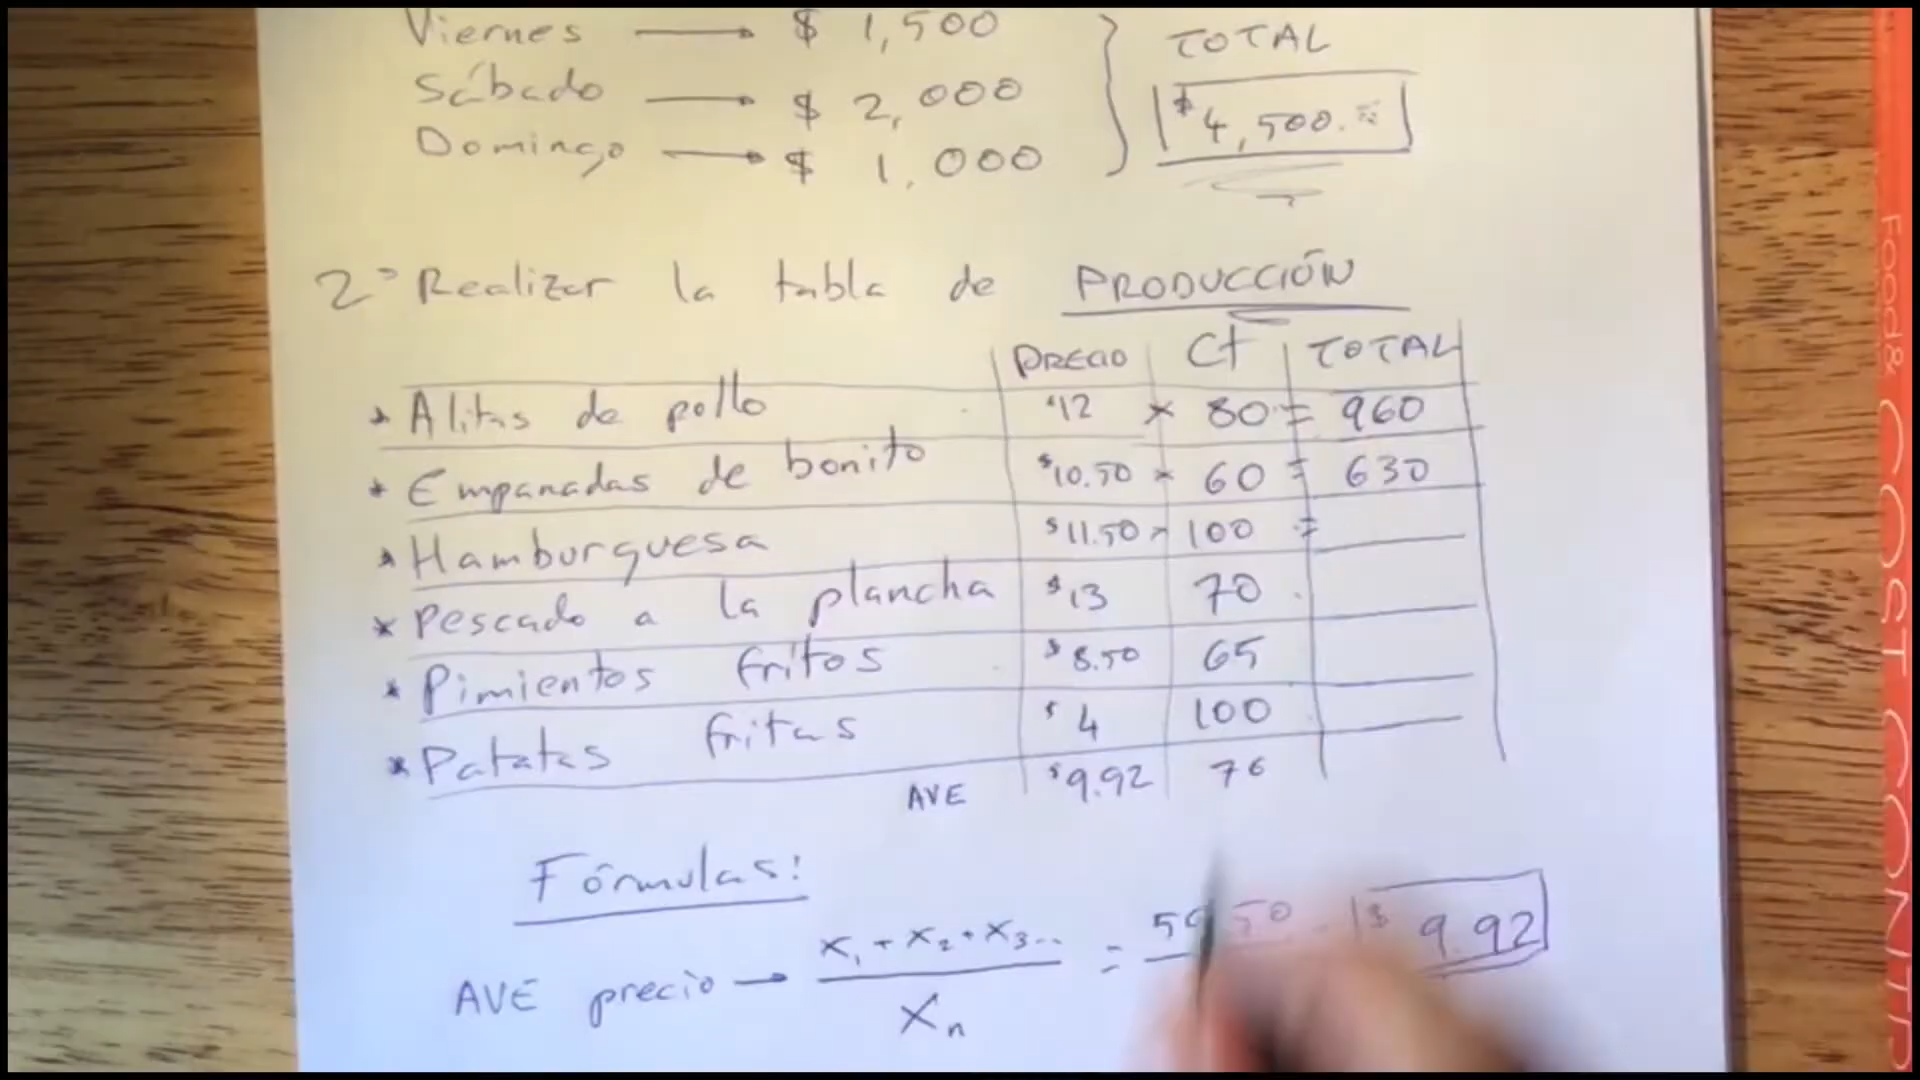 Viernes → $ 1,500
Sábado → $ 2,000
Domingo → $ 1,000
TOTAL
$ 4,500.
2° Realizar la tabla de PRODUCCIÓN
PRECIO Ct TOTAL
* Alitas de pollo $12 × 80 = 960
* Empanadas de bonito $10.50 × 60 = 630
* Hamburguesa $11.50 × 100 =
* Pescado a la plancha $13 70
* Pimientos fritos $8.50 65
* Patatas fritas $4 100
AVE $9.92 76
Fórmulas:
AVE precio → x₁ + x₂ + x₃... = $ 9.92
Xn
Food & COST CONTR